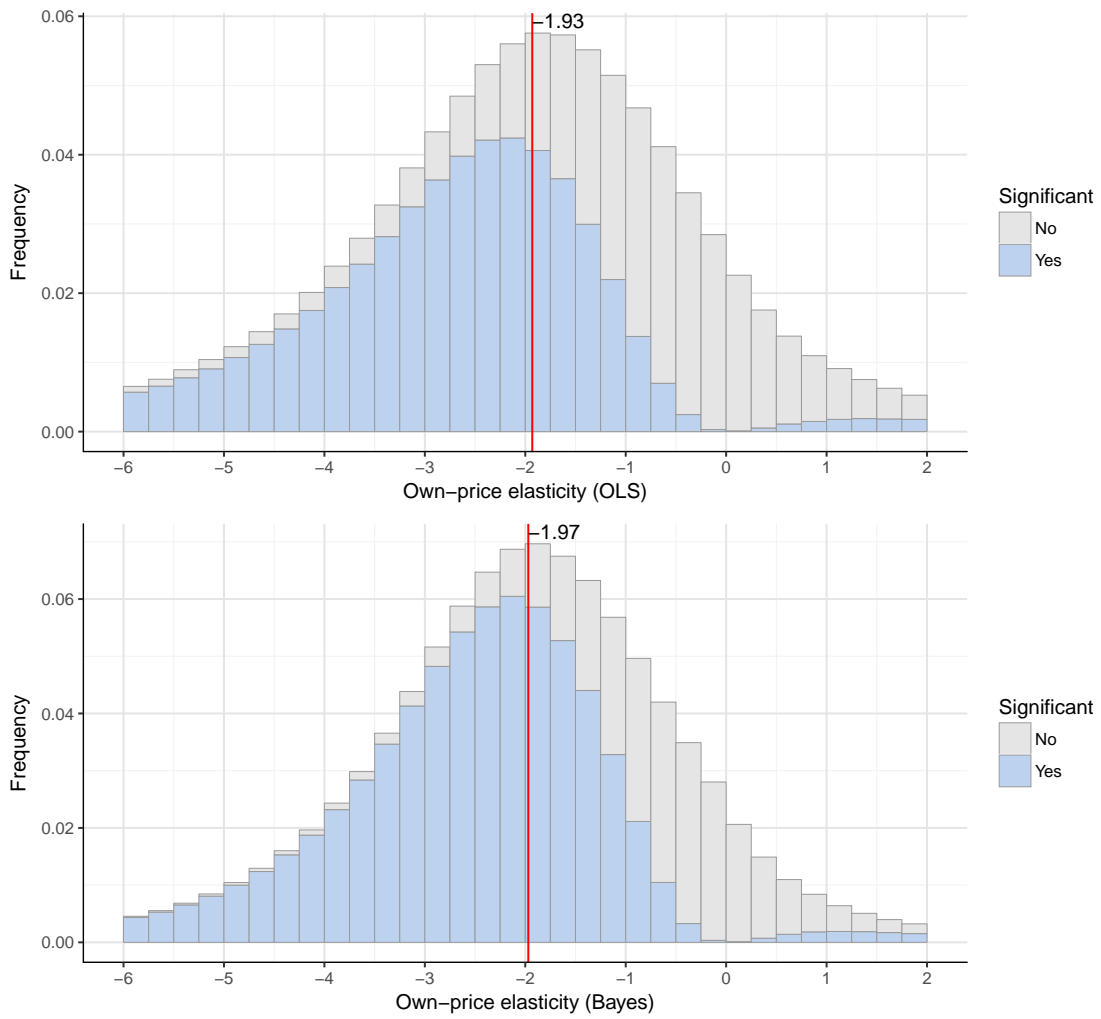 −1.93
0.06
0.04
0.02
0.00
Frequency
−6 −5 −4 −3 −2 −1 0 1 2
Own−price elasticity (OLS)
Significant
No
Yes
−1.97
0.06
0.04
0.02
0.00
Frequency
−6 −5 −4 −3 −2 −1 0 1 2
Own−price elasticity (Bayes)
Significant
No
Yes